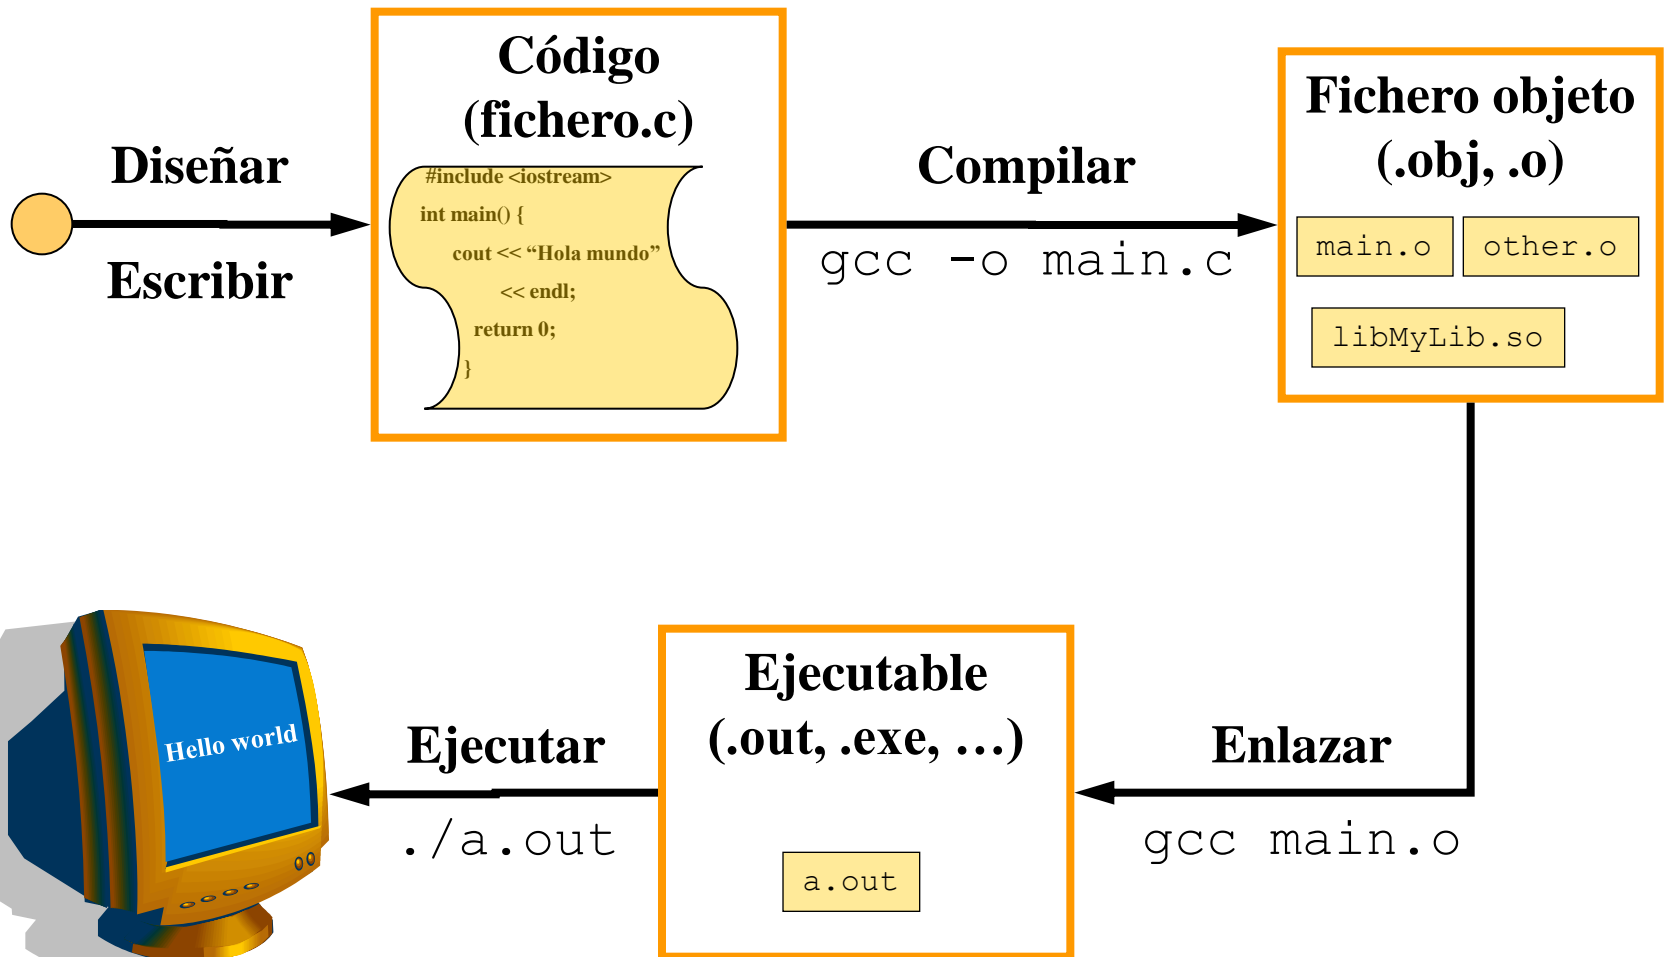 Diseñar
Escribir
Código
(fichero.c)
#include <iostream>
int main() {
cout << “Hola mundo”
<< endl;
return 0;
}
Compilar
gcc -o main.c
Fichero objeto
(.obj, .o)
main.o
other.o
libMyLib.so
Enlazar
gcc main.o
Ejecutable
(.out, .exe, …)
a.out
Ejecutar
./a.out
Hello world